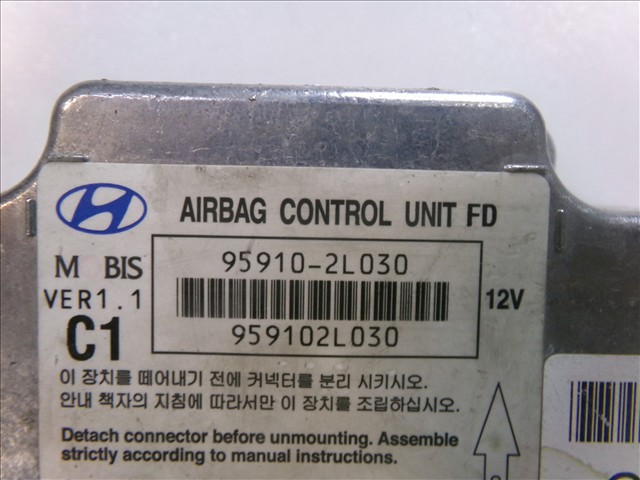 AIRBAG CONTROL UNIT FD
M BIS
95910-2L030
VER1.1
12V
C1
959102L030
이 장치를 떼어내기 전에 커넥터를 분리 시키시오.
안내 책자의 지침에 따라서만 이 장치를 조립하십시오.
Detach connector before unmounting. Assemble
strictly according to manual instructions.